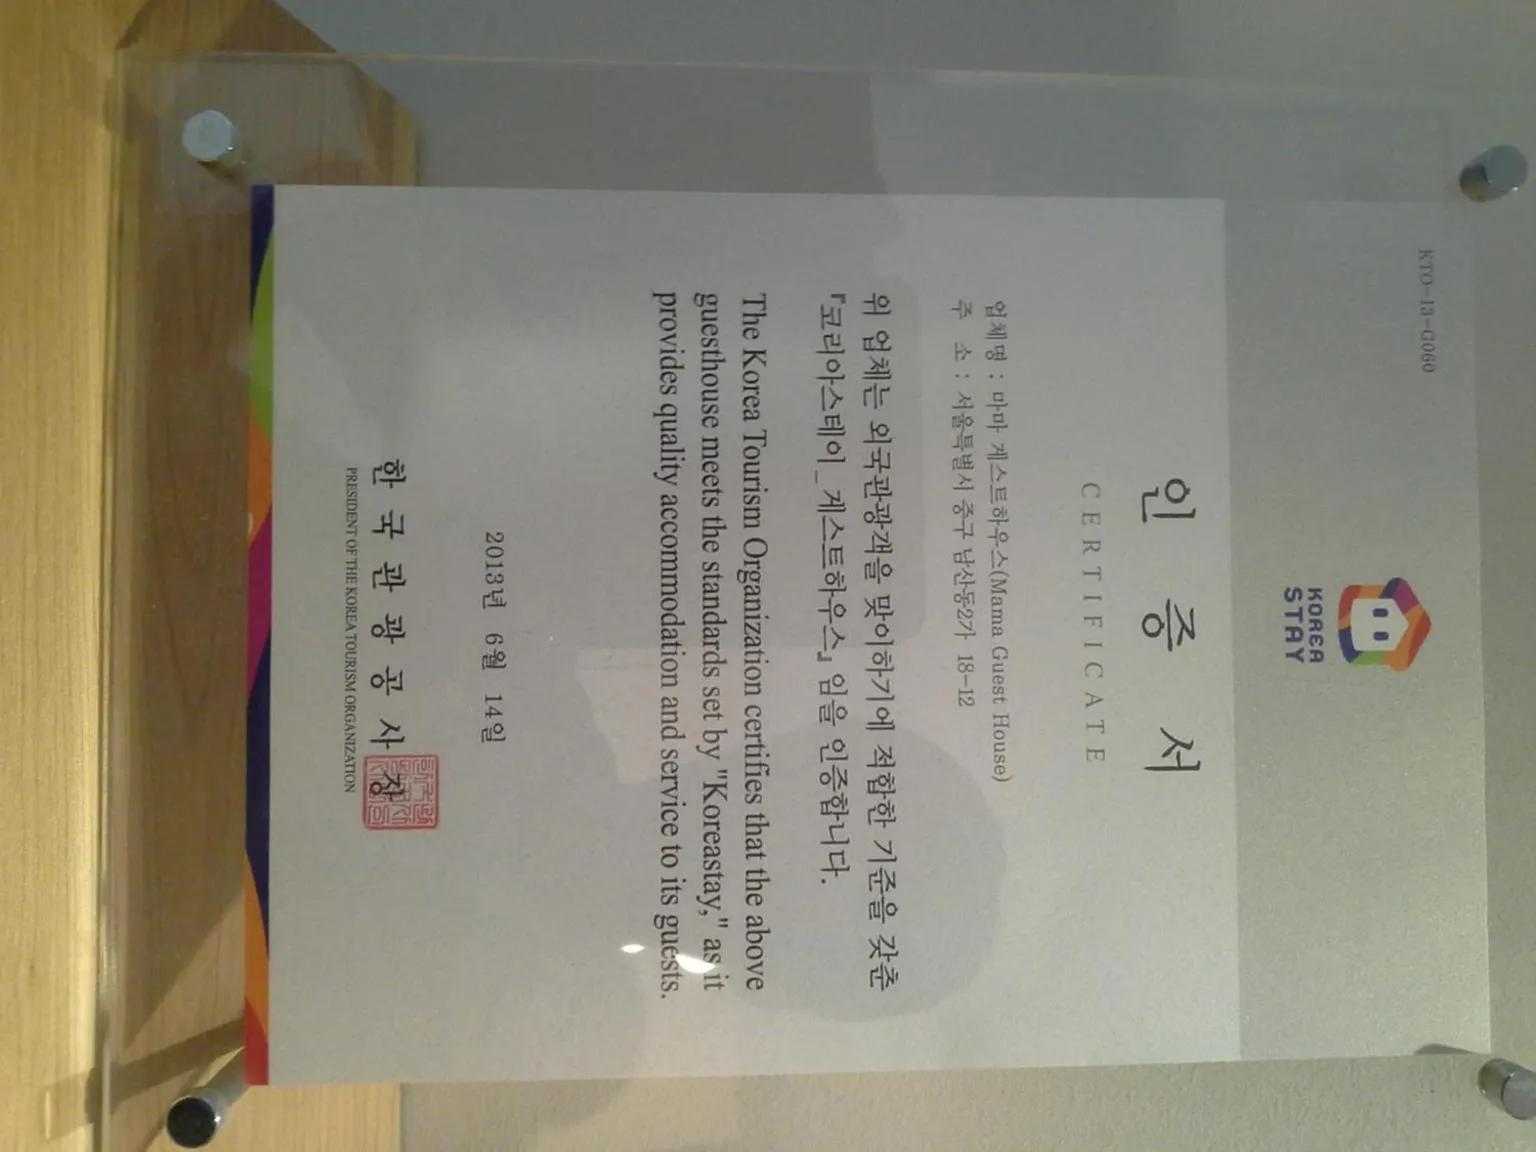 KTO-13-G060
KOREA
STAY
인 증 서
CERTIFICATE
업체명 : 마마 게스트하우스(Mama Guest House)
주 소 : 서울특별시 중구 남산동2가 18-12
위 업체는 외국관광객을 맞이하기에 적합한 기준을 갖춘
『코리아스테이_게스트하우스』임을 인증합니다.
The Korea Tourism Organization certifies that the above
guesthouse meets the standards set by "Koreastay," as it
provides quality accommodation and service to its guests.
2013년 6월 14일
한 국 관 광 공 사 장
PRESIDENT OF THE KOREA TOURISM ORGANIZATION